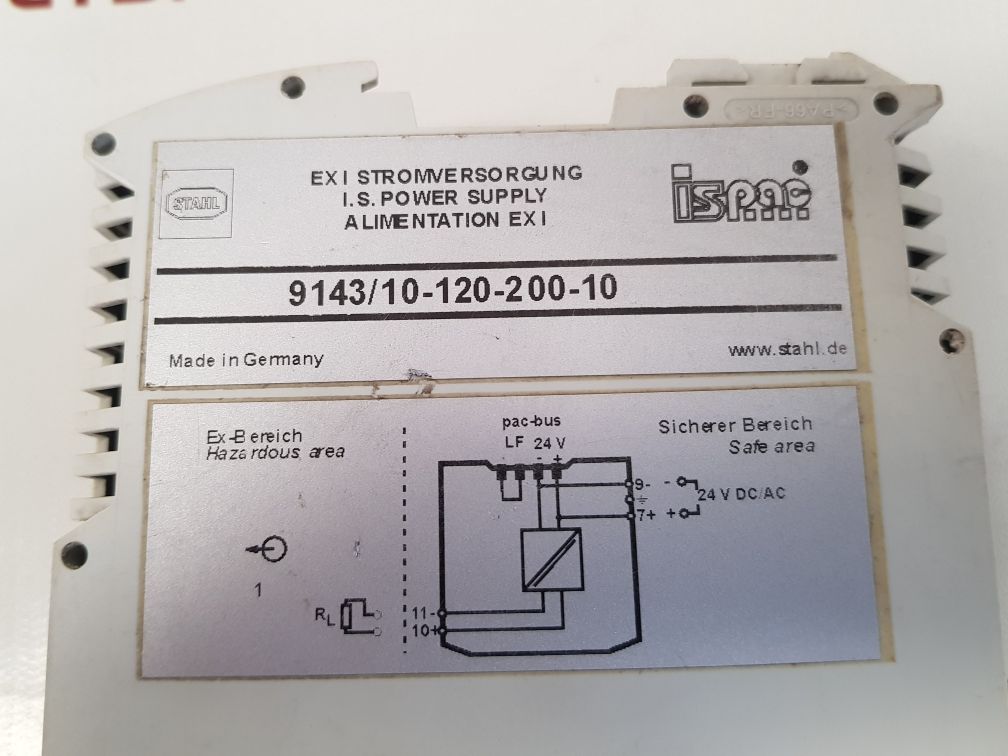 >PA66-FR<
STAHL
EX I STROMVERSORGUNG
I.S. POWER SUPPLY
ALIMENTATION EX I
ispac
9143/10-120-200-10
Made in Germany
www.stahl.de
Ex-Bereich
Hazardous area
pac-bus
LF 24 V
- +
Sicherer Bereich
Safe area
9- -
24 V DC/AC
7+ +
1
RL
11-
10+